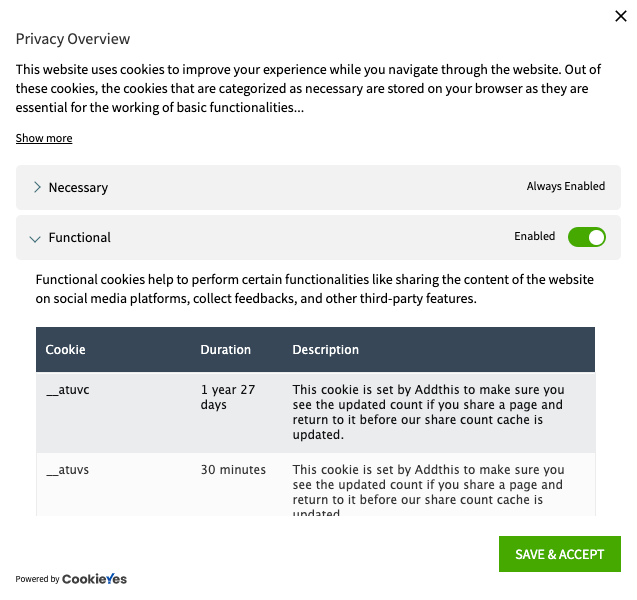 Privacy Overview
This website uses cookies to improve your experience while you navigate through the website. Out of
these cookies, the cookies that are categorized as necessary are stored on your browser as they are
essential for the working of basic functionalities...
Show more
Necessary Always Enabled
Functional Enabled
Functional cookies help to perform certain functionalities like sharing the content of the website
on social media platforms, collect feedbacks, and other third-party features.
Cookie Duration Description
__atuvc 1 year 27 This cookie is set by Addthis to make sure you
days see the updated count if you share a page and
return to it before our share count cache is
updated.
__atuvs 30 minutes This cookie is set by Addthis to make sure you
see the updated count if you share a page and
return to it before our share count cache is
updated.
SAVE & ACCEPT
Powered by CookieYes